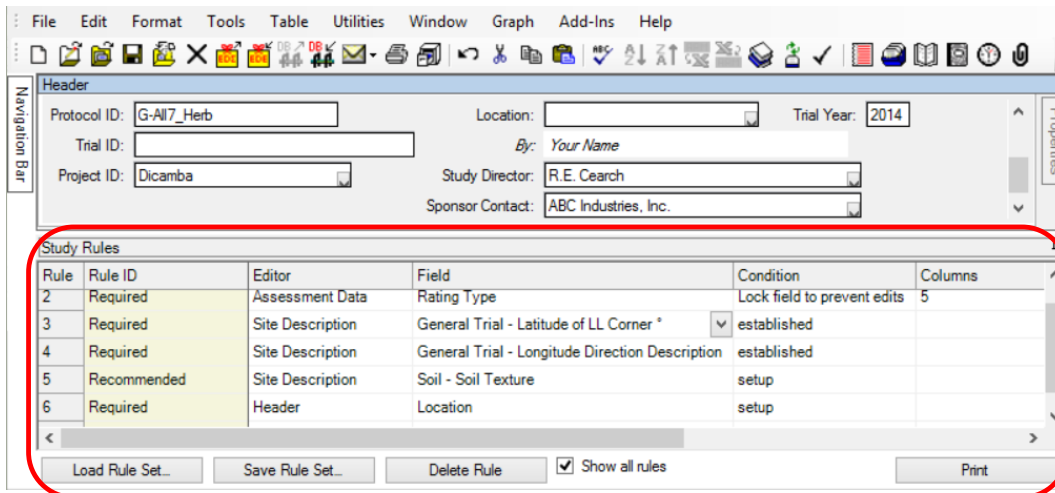 File Edit Format Tools Table Utilities Window Graph Add-Ins Help
Header
Navigation Bar
Properties
Protocol ID: G-All7_Herb Location: Trial Year: 2014
Trial ID: By: Your Name
Project ID: Dicamba Study Director: R.E. Cearch
Sponsor Contact: ABC Industries, Inc.
Study Rules
Rule Rule ID Editor Field Condition Columns
2 Required Assessment Data Rating Type Lock field to prevent edits 5
3 Required Site Description General Trial - Latitude of LL Corner ° established
4 Required Site Description General Trial - Longitude Direction Description established
5 Recommended Site Description Soil - Soil Texture setup
6 Required Header Location setup
Load Rule Set... Save Rule Set... Delete Rule Show all rules Print